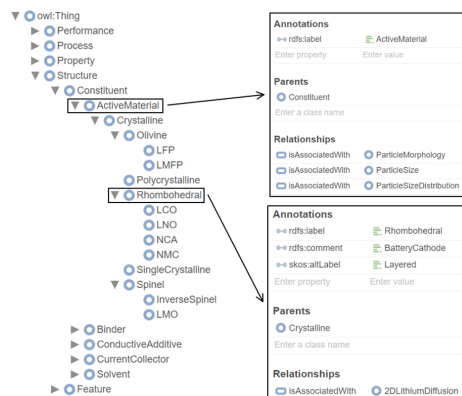 owl:Thing
Performance
Process
Property
Structure
Constituent
ActiveMaterial
Crystalline
Olivine
LFP
LMFP
Polycrystalline
Rhombohedral
LCO
LNO
NCA
NMC
SingleCrystalline
Spinel
InverseSpinel
LMO
Binder
ConductiveAdditive
CurrentCollector
Solvent
Feature
Annotations
rdfs:label ActiveMaterial
Enter property Enter value
Parents
Constituent
Enter a class name
Relationships
isAssociatedWith ParticleMorphology
isAssociatedWith ParticleSize
isAssociatedWith ParticleSizeDistribution
Annotations
rdfs:label Rhombohedral
rdfs:comment BatteryCathode
skos:altLabel Layered
Enter property Enter value
Parents
Crystalline
Enter a class name
Relationships
isAssociatedWith 2DLithiumDiffusion